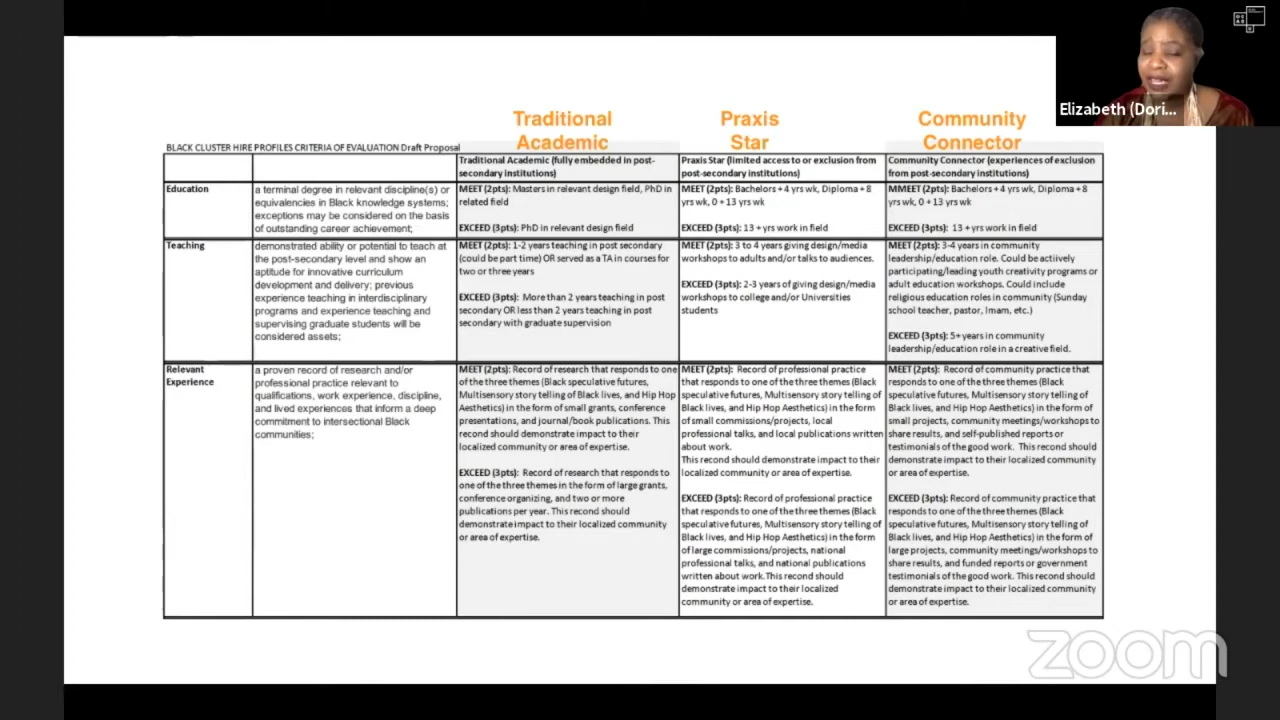 Elizabeth (Dori...
Traditional
Academic
Praxis
Star
Community
Connector
BLACK CLUSTER HIRE PROFILES CRITERIA OF EVALUATION Draft Proposal
Traditional Academic (fully embedded in post-
secondary institutions)
Praxis Star (limited access to or exclusion from
post-secondary institutions)
Community Connector (experiences of exclusion
from post-secondary institutions)
Education
a terminal degree in relevant discipline(s) or
equivalencies in Black knowledge systems;
exceptions may be considered on the basis
of outstanding career achievement;
MEET (2pts): Masters in relevant design field, PhD in
related field
EXCEED (3pts): PhD in relevant design field
MEET (2pts): Bachelors + 4 yrs wk, Diploma + 8
yrs wk, 0 + 13 yrs wk
EXCEED (3pts): 13 + yrs work in field
MMEET (2pts): Bachelors + 4 yrs wk, Diploma + 8
yrs wk, 0 + 13 yrs wk
EXCEED (3pts): 13 + yrs work in field
Teaching
demonstrated ability or potential to teach at
the post-secondary level and show an
aptitude for innovative curriculum
development and delivery; previous
experience teaching in interdisciplinary
programs and experience teaching and
supervising graduate students will be
considered assets;
MEET (2pts): 1-2 years teaching in post secondary
(could be part time) OR served as a TA in courses for
two or three years
EXCEED (3pts): More than 2 years teaching in post
secondary OR less than 2 years teaching in post
secondary with graduate supervision
MEET (2pts): 3 to 4 years giving design/media
workshops to adults and/or talks to audiences.
EXCEED (3pts): 2-3 years of giving design/media
workshops to college and/or Universities
students
MEET (2pts): 3-4 years in community
leadership/education role. Could be actiively
participating/leading youth creativity programs or
adult education workshops. Could include
religious education roles in community (Sunday
school teacher, pastor, Imam, etc.)
EXCEED (3pts): 5+ years in community
leadership/education role in a creative field.
Relevant
Experience
a proven record of research and/or
professional practice relevant to
qualifications, work experience, discipline,
and lived experiences that inform a deep
commitment to intersectional Black
communities;
MEET (2pts): Record of research that responds to one
of the three themes (Black speculative futures,
Multisensory story telling of Black lives, and Hip Hop
Aesthetics) in the form of small grants, conference
presentations, and journal/book publications. This
recond should demonstrate impact to their
localized community or area of expertise.
EXCEED (3pts): Record of research that responds to
one of the three themes in the form of large grants,
conference organizing, and two or more
publications per year. This recond should
demonstrate impact to their localized community
or area of expertise.
MEET (2pts): Record of professional practice
that responds to one of the three themes (Black
speculative futures, Multisensory story telling of
Black lives, and Hip Hop Aesthetics) in the form
of small commissions/projects, local
professional talks, and local publications written
about work.
This recond should demonstrate impact to their
localized community or area of expertise.
EXCEED (3pts): Record of professional practice
that responds to one of the three themes (Black
speculative futures, Multisensory story telling of
Black lives, and Hip Hop Aesthetics) in the form
of large commissions/projects, national
professional talks, and national publications
written about work.This recond should
demonstrate impact to their localized
community or area of expertise.
MEET (2pts): Record of community practice that
responds to one of the three themes (Black
speculative futures, Multisensory story telling of
Black lives, and Hip Hop Aesthetics) in the form of
small projects, community meetings/workshops to
share results, and self-published reports or
testimonials of the good work. This recond should
demonstrate impact to their localized community
or area of expertise.
EXCEED (3pts): Record of community practice that
responds to one of the three themes (Black
speculative futures, Multisensory story telling of
Black lives, and Hip Hop Aesthetics) in the form of
large projects, community meetings/workshops to
share results, and funded reports or government
testimonials of the good work. This recond should
demonstrate impact to their localized community
or area of expertise.
zoom